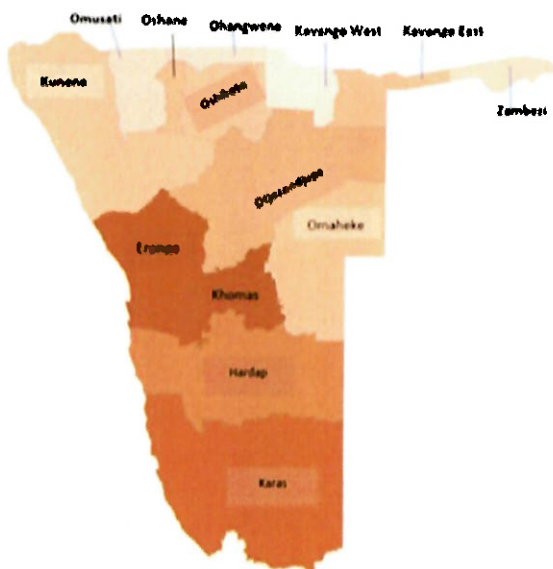 Omusati
Oshana
Ohangwena
Kavango West
Kavango East
Kunene
Oshikoto
Zambezi
Otjozondjupa
Omaheke
Erongo
Khomas
Hardap
Karas